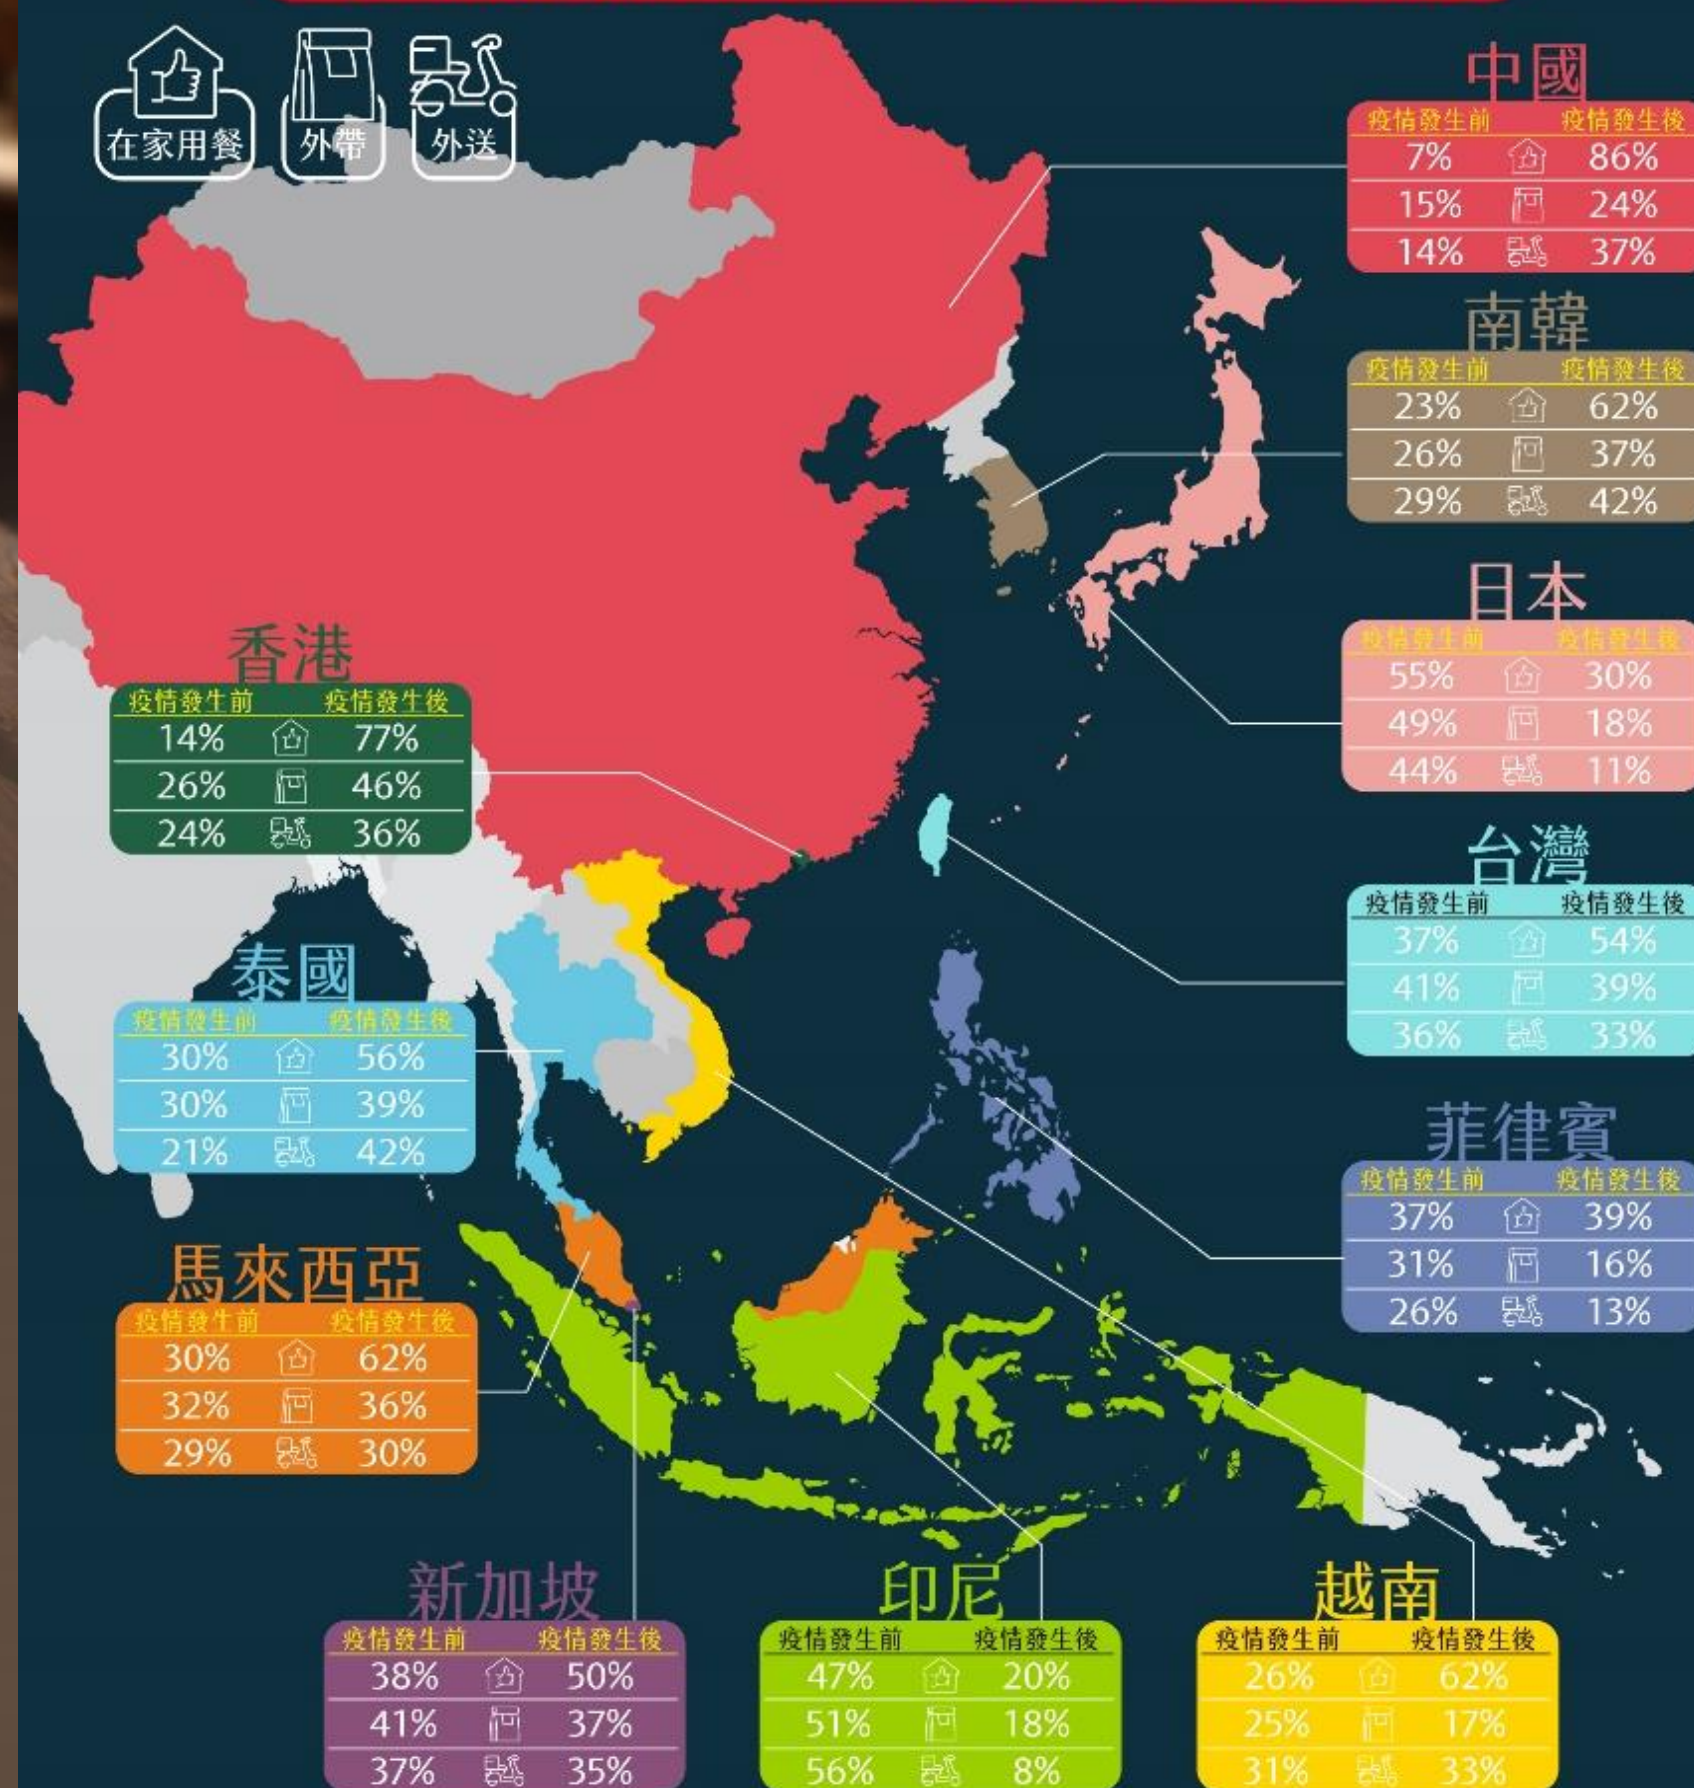 在家用餐 外帶 外送
中國
疫情發生前 疫情發生後
7% 86%
15% 24%
14% 37%
南韓
疫情發生前 疫情發生後
23% 62%
26% 37%
29% 42%
日本
疫情發生前 疫情發生後
55% 30%
49% 18%
44% 11%
香港
疫情發生前 疫情發生後
14% 77%
26% 46%
24% 36%
台灣
疫情發生前 疫情發生後
37% 54%
41% 39%
36% 33%
泰國
疫情發生前 疫情發生後
30% 56%
30% 39%
21% 42%
菲律賓
疫情發生前 疫情發生後
37% 39%
31% 16%
26% 13%
馬來西亞
疫情發生前 疫情發生後
30% 62%
32% 36%
29% 30%
新加坡
疫情發生前 疫情發生後
38% 50%
41% 37%
37% 35%
印尼
疫情發生前 疫情發生後
47% 20%
51% 18%
56% 8%
越南
疫情發生前 疫情發生後
26% 62%
25% 17%
31% 33%